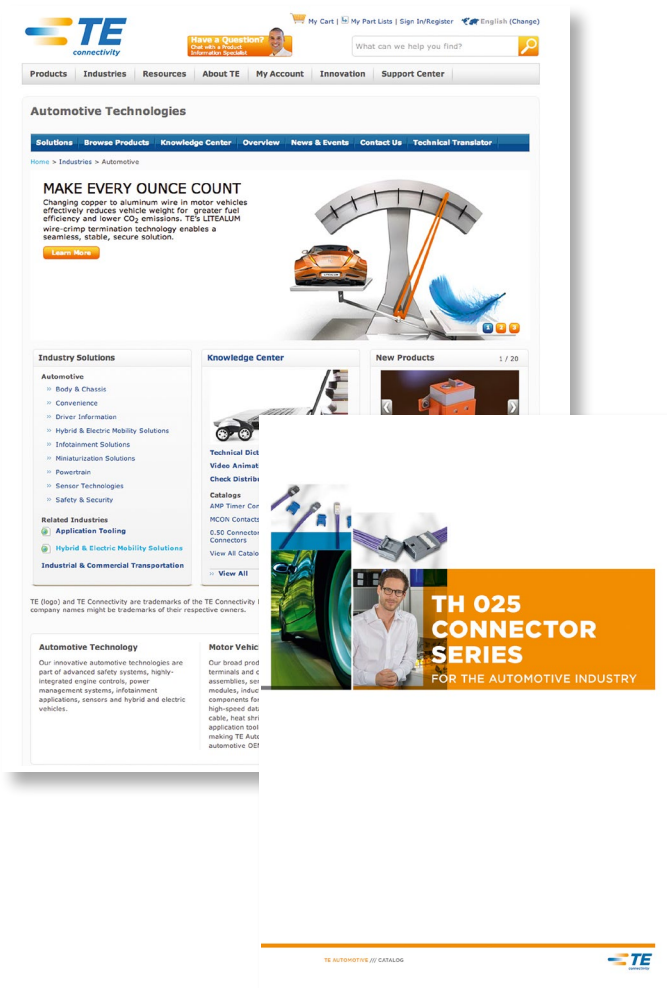 TE
connectivity
My Cart | My Part Lists | Sign In/Register English (Change)
Have a Question?
Chat with a Product
Information Specialist
What can we help you find?
Products Industries Resources About TE My Account Innovation Support Center
Automotive Technologies
Solutions Browse Products Knowledge Center Overview News & Events Contact Us Technical Translator
Home > Industries > Automotive
MAKE EVERY OUNCE COUNT
Changing copper to aluminum wire in motor vehicles
effectively reduces vehicle weight for greater fuel
efficiency and lower CO2 emissions. TE's LITEALUM
wire-crimp termination technology enables a
seamless, stable, secure solution.
Learn More
1 2 3
Industry Solutions
Automotive
» Body & Chassis
» Convenience
» Driver Information
» Hybrid & Electric Mobility Solutions
» Infotainment Solutions
» Miniaturization Solutions
» Powertrain
» Sensor Technologies
» Safety & Security
Related Industries
Application Tooling
Hybrid & Electric Mobility Solutions
Industrial & Commercial Transportation
Knowledge Center
Technical Dict
Video Animat
Check Distrib
Catalogs
AMP Timer Con
MCON Contacts
0.50 Connecto
Connectors
View All Catalo
» View All
New Products 1 / 20
TE (logo) and TE Connectivity are trademarks of the TE Connectivity
company names might be trademarks of their respective owners.
Automotive Technology
Our innovative automotive technologies are
part of advanced safety systems, highly-
integrated engine controls, power
management systems, infotainment
applications, sensors and hybrid and electric
vehicles.
Motor Vehic
Our broad prod
terminals and c
assemblies, sen
modules, induc
components fo
high-speed data
cable, heat shri
application tool
making TE Auto
automotive OE
TH 025
CONNECTOR
SERIES
FOR THE AUTOMOTIVE INDUSTRY
TE AUTOMOTIVE /// CATALOG
TE
connectivity